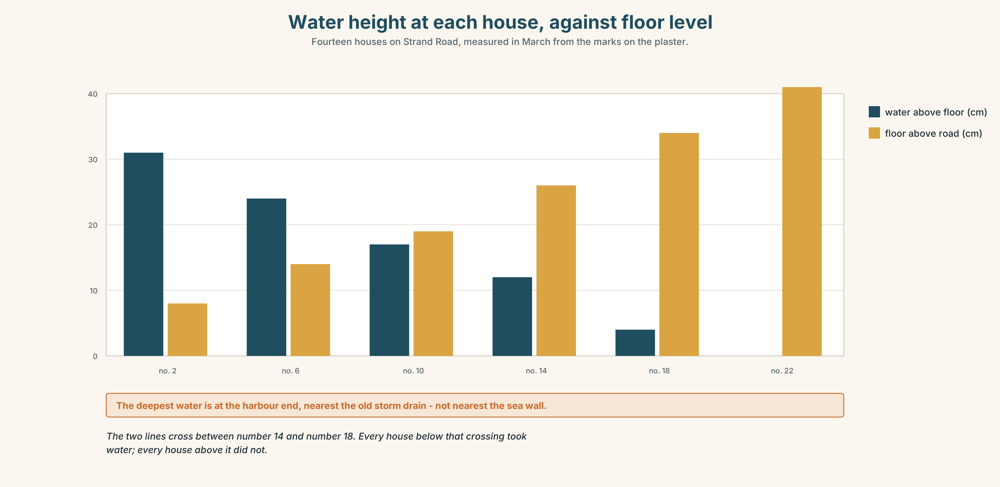 Water height at each house, against floor level
Fourteen houses on Strand Road, measured in March from the marks on the plaster.
40
30
20
10
0
water above floor (cm)
floor above road (cm)
no. 2
no. 6
no. 10
no. 14
no. 18
no. 22
The deepest water is at the harbour end, nearest the old storm drain - not nearest the sea wall.
The two lines cross between number 14 and number 18. Every house below that crossing took
water; every house above it did not.